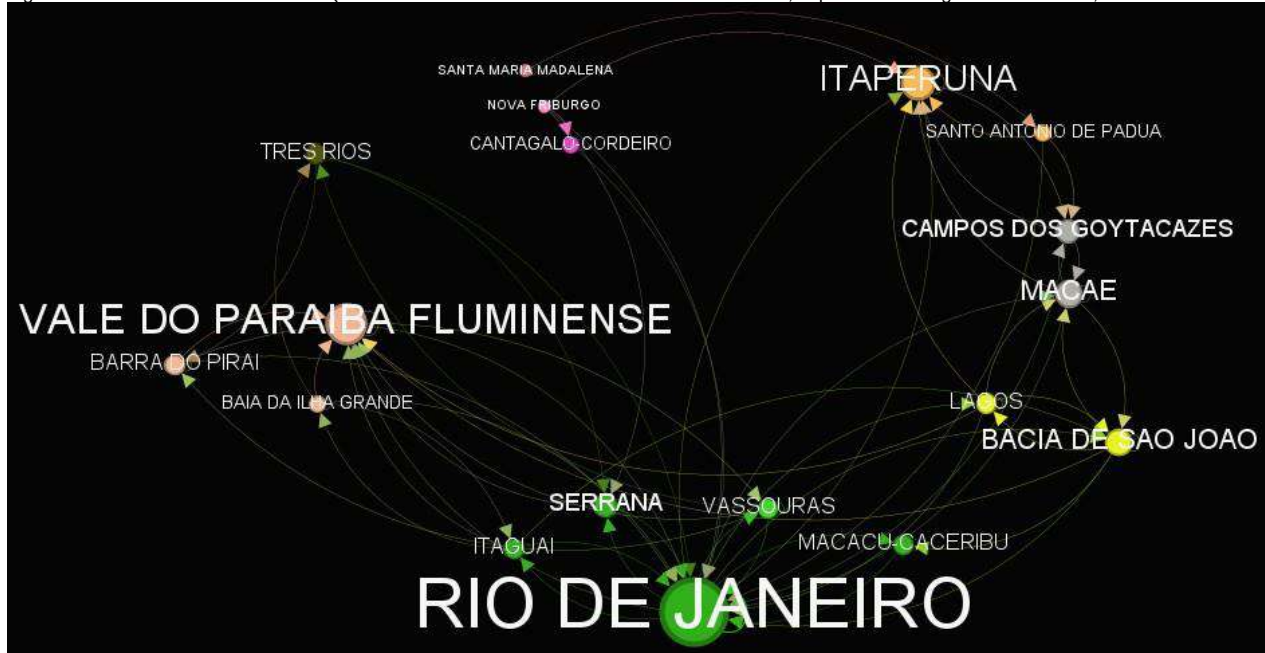 SANTA MARIA MADALENA
ITAPERUNA
NOVA FRIBURGO
SANTO ANTONIO DE PADUA
CANTAGALO-CORDEIRO
TRES RIOS
CAMPOS DOS GOYTACAZES
MACAE
VALE DO PARAIBA FLUMINENSE
BARRA DO PIRAI
BAIA DA ILHA GRANDE
LAGOS
BACIA DE SAO JOAO
SERRANA
VASSOURAS
ITAGUAI
MACACU-CACERIBU
RIO DE JANEIRO